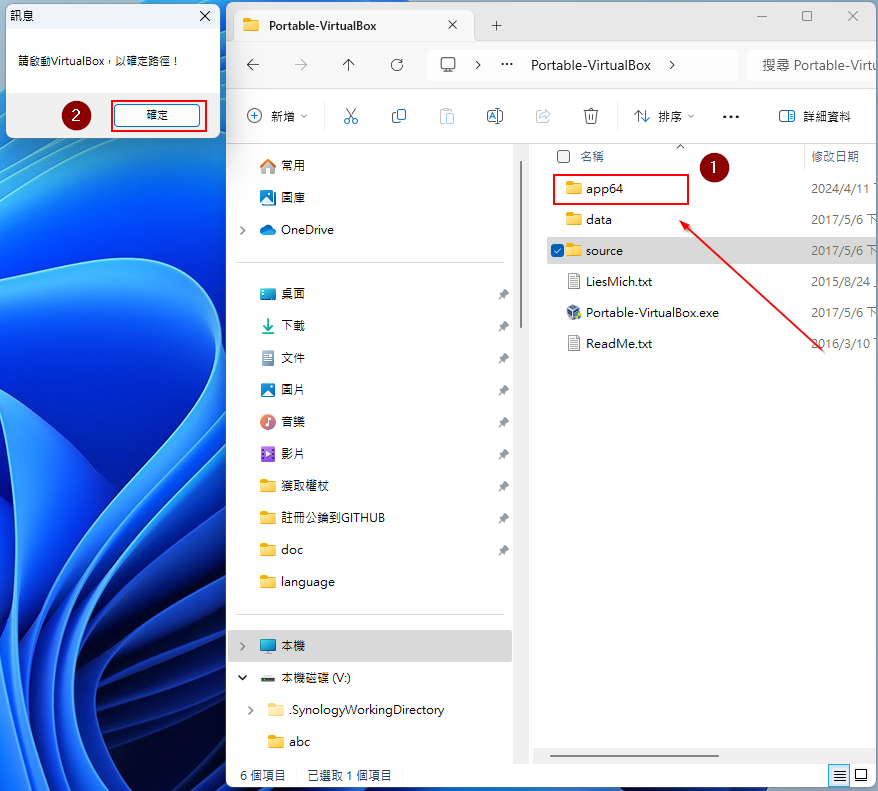 訊息
請啟動VirtualBox，以確定路徑！
2
確定
Portable-VirtualBox
Portable-VirtualBox
搜尋 Portable-Virtu
新增
排序
詳細資料
常用
圖庫
OneDrive
桌面
下載
文件
圖片
音樂
影片
獲取權杖
註冊公鑰到GITHUB
doc
language
本機
本機磁碟 (V:)
.SynologyWorkingDirectory
abc
名稱
修改日期
1
app64
2024/4/11 下
data
2017/5/6 下
source
2017/5/6 下
LiesMich.txt
2015/8/24
Portable-VirtualBox.exe
2017/5/6 下
ReadMe.txt
2016/3/10 下
6 個項目
已選取 1 個項目